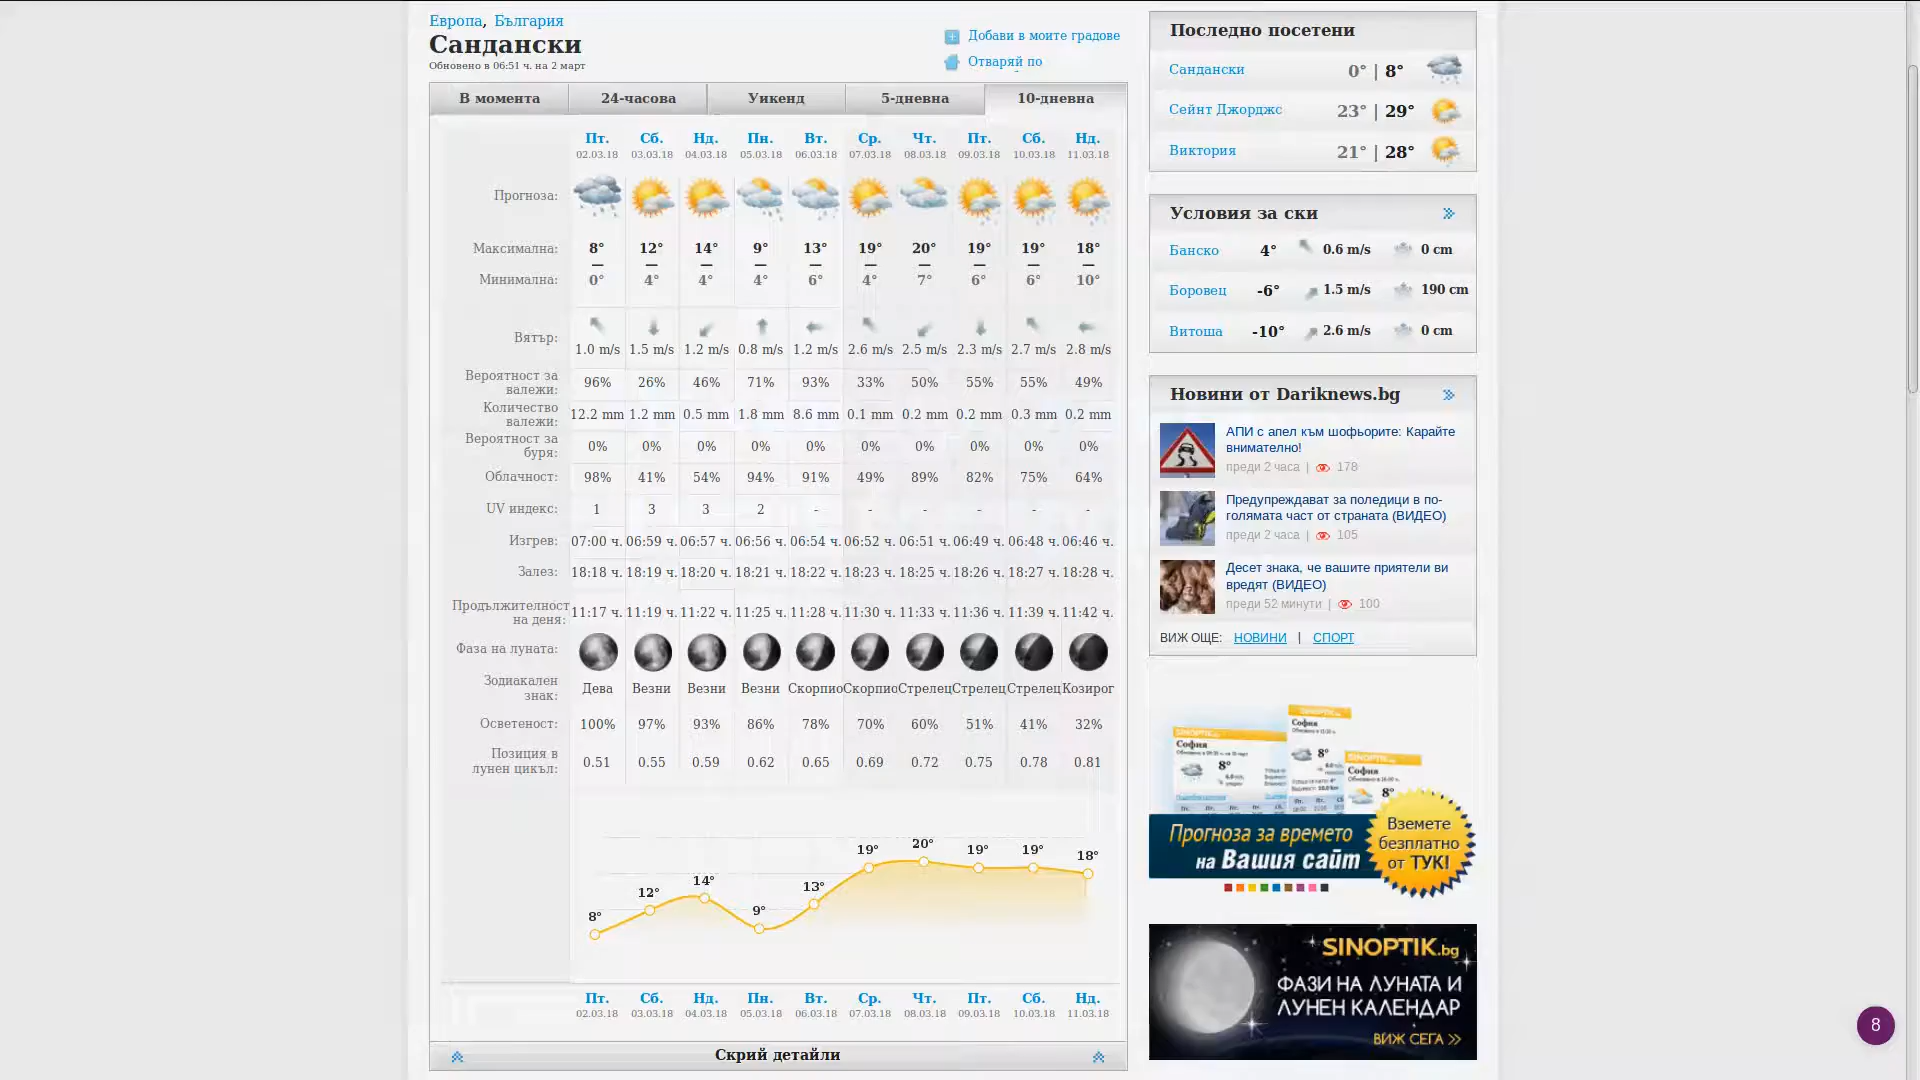 Европа, България
Сандански
Обновено в 06:51 ч. на 2 март
Добави в моите градове
Отваряй по
В момента 24-часова Уикенд 5-дневна 10-дневна
Пт. Сб. Нд. Пн. Вт. Ср. Чт. Пт. Сб. Нд.
02.03.18 03.03.18 04.03.18 05.03.18 06.03.18 07.03.18 08.03.18 09.03.18 10.03.18 11.03.18
Прогноза:
Максимална: 8° 12° 14° 9° 13° 19° 20° 19° 19° 18°
Минимална: 0° 4° 4° 4° 6° 4° 7° 6° 6° 10°
Вятър: 1.0 m/s 1.5 m/s 1.2 m/s 0.8 m/s 1.2 m/s 2.6 m/s 2.5 m/s 2.3 m/s 2.7 m/s 2.8 m/s
Вероятност за
валежи: 96% 26% 46% 71% 93% 33% 50% 55% 55% 49%
Количество
валежи: 12.2 mm 1.2 mm 0.5 mm 1.8 mm 8.6 mm 0.1 mm 0.2 mm 0.2 mm 0.3 mm 0.2 mm
Вероятност за
буря: 0% 0% 0% 0% 0% 0% 0% 0% 0% 0%
Облачност: 98% 41% 54% 94% 91% 49% 89% 82% 75% 64%
UV индекс: 1 3 3 2 - - - - - -
Изгрев: 07:00 ч. 06:59 ч. 06:57 ч. 06:56 ч. 06:54 ч. 06:52 ч. 06:51 ч. 06:49 ч. 06:48 ч. 06:46 ч.
Залез: 18:18 ч. 18:19 ч. 18:20 ч. 18:21 ч. 18:22 ч. 18:23 ч. 18:25 ч. 18:26 ч. 18:27 ч. 18:28 ч.
Продължителност
на деня: 11:17 ч. 11:19 ч. 11:22 ч. 11:25 ч. 11:28 ч. 11:30 ч. 11:33 ч. 11:36 ч. 11:39 ч. 11:42 ч.
Фаза на луната:
Зодиакален
знак: Дева Везни Везни Везни Скорпио Скорпио Стрелец Стрелец Стрелец Козирог
Осветеност: 100% 97% 93% 86% 78% 70% 60% 51% 41% 32%
Позиция в
лунен цикъл: 0.51 0.55 0.59 0.62 0.65 0.69 0.72 0.75 0.78 0.81
8° 12° 14° 9° 13° 19° 20° 19° 19° 18°
Пт. Сб. Нд. Пн. Вт. Ср. Чт. Пт. Сб. Нд.
02.03.18 03.03.18 04.03.18 05.03.18 06.03.18 07.03.18 08.03.18 09.03.18 10.03.18 11.03.18
Скрий детайли
Последно посетени
Сандански 0° | 8°
Сейнт Джорджс 23° | 29°
Виктория 21° | 28°
Условия за ски
Банско 4° 0.6 m/s 0 cm
Боровец -6° 1.5 m/s 190 cm
Витоша -10° 2.6 m/s 0 cm
Новини от Dariknews.bg
АПИ с апел към шофьорите: Карайте
внимателно!
преди 2 часа | 178
Предупреждават за поледици в по-
голямата част от страната (ВИДЕО)
преди 2 часа | 105
Десет знака, че вашите приятели ви
вредят (ВИДЕО)
преди 52 минути | 100
ВИЖ ОЩЕ: НОВИНИ | СПОРТ
София
8°
София
8°
София
8°
Прогноза за времето
на Вашия сайт
Вземете
безплатно
от ТУК!
SINOPTIK.bg
ФАЗИ НА ЛУНАТА И
ЛУНЕН КАЛЕНДАР
ВИЖ СЕГА
8